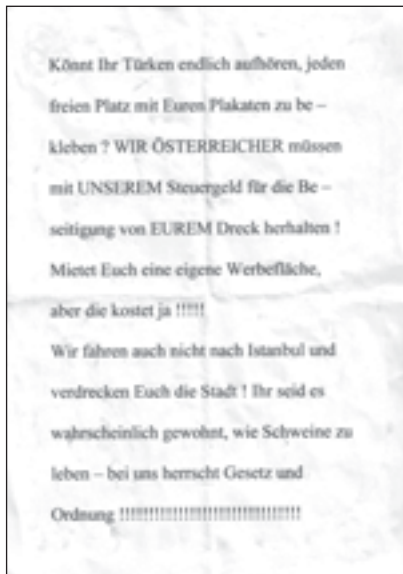 Könnt Ihr Türken endlich aufhören, jeden
freien Platz mit Euren Plakaten zu be –
kleben ? WIR ÖSTERREICHER müssen
mit UNSEREM Steuergeld für die Be –
seitigung von EUREM Dreck herhalten !
Mietet Euch eine eigene Werbefläche,
aber die kostet ja !!!!!
Wir fahren auch nicht nach Istanbul und
verdrecken Euch die Stadt ! Ihr seid es
wahrscheinlich gewohnt, wie Schweine zu
leben – bei uns herrscht Gesetz und
Ordnung !!!!!!!!!!!!!!!!!!!!!!!!!!!!!!!!!